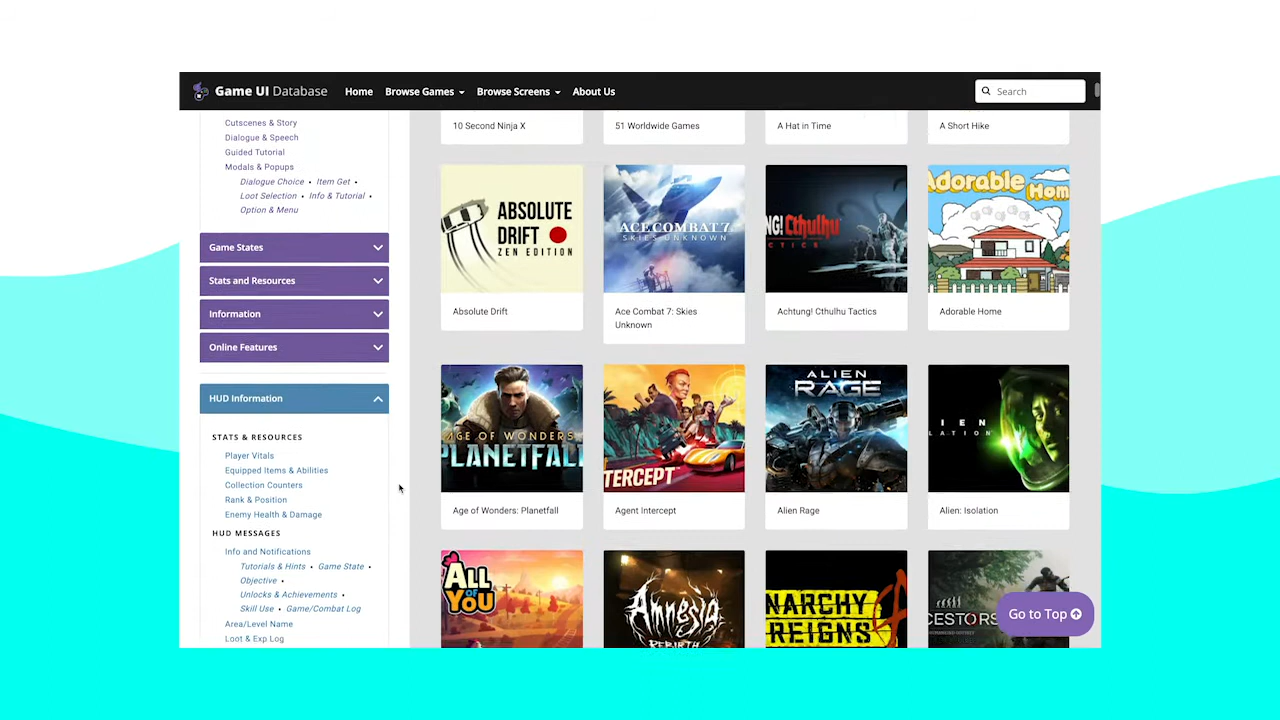 Game UI Database
Home
Browse Games
Browse Screens
About Us
Search
Cutscenes & Story
Dialogue & Speech
Guided Tutorial
Modals & Popups
Dialogue Choice • Item Get •
Loot Selection • Info & Tutorial •
Option & Menu
Game States
Stats and Resources
Information
Online Features
HUD Information
STATS & RESOURCES
Player Vitals
Equipped Items & Abilities
Collection Counters
Rank & Position
Enemy Health & Damage
HUD MESSAGES
Info and Notifications
Tutorials & Hints • Game State •
Objective •
Unlocks & Achievements •
Skill Use • Game/Combat Log
Area/Level Name
Loot & Exp Log
10 Second Ninja X
51 Worldwide Games
A Hat in Time
A Short Hike
ABSOLUTE
DRIFT
ZEN EDITION
Absolute Drift
ACE COMBAT 7
SKIES UNKNOWN
Ace Combat 7: Skies
Unknown
NG! Cthulhu
CTICS
Achtung! Cthulhu Tactics
Adorable Hom
Adorable Home
AGE OF WONDERS
PLANETFALL
Age of Wonders: Planetfall
TERCEPT
Agent Intercept
ALIEN
RAGE
Alien Rage
IEN
LATION
Alien: Isolation
ALL
OF
YOU
Amnesia
REBIRTH
NARCHY
REIGNS
CESTORS
Go to Top